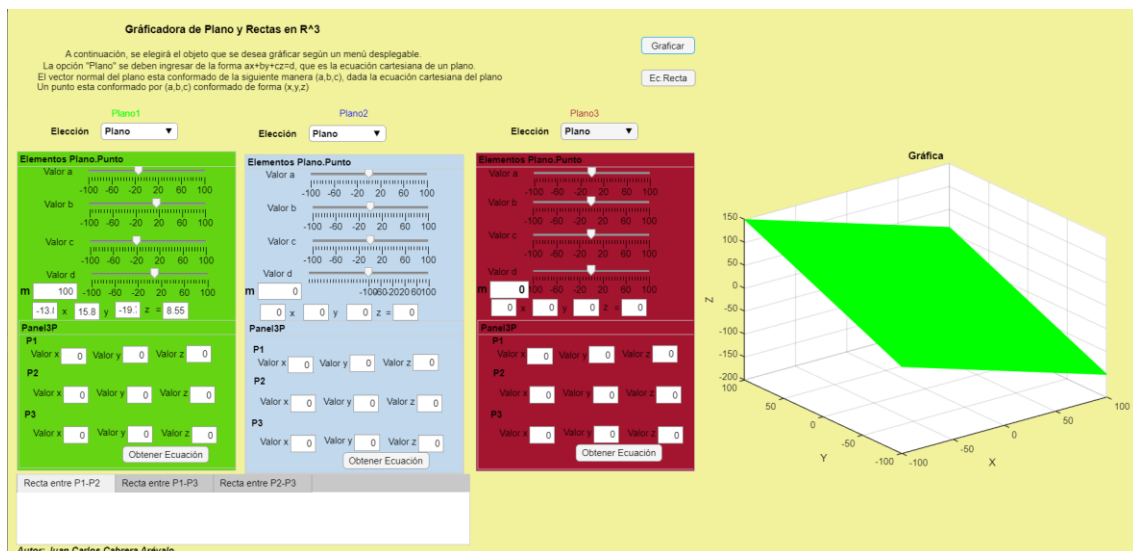 Gráficadora de Plano y Rectas en R^3
A continuación, se elegirá el objeto que se desea gráficar según un menú desplegable.
La opción "Plano" se deben ingresar de la forma ax+by+cz=d, que es la ecuación cartesiana de un plano.
El vector normal del plano esta conformado de la siguiente manera (a,b,c), dada la ecuación cartesiana del plano
Un punto esta conformado por (a,b,c) conformado de forma (x,y,z)
Graficar
Ec.Recta
Plano1
Elección Plano
Elementos Plano.Punto
Valor a
-100 -60 -20 20 60 100
Valor b
-100 -60 -20 20 60 100
Valor c
-100 -60 -20 20 60 100
Valor d
m 100 -100 -60 -20 20 60 100
x 15.8 y z = 8.55
Panel3P
P1
Valor x 0 Valor y 0 Valor z 0
P2
Valor x 0 Valor y 0 Valor z 0
P3
Valor x 0 Valor y 0 Valor z 0
Obtener Ecuación
Plano2
Elección Plano
Elementos Plano.Punto
Valor a
-100 -60 -20 20 60 100
Valor b
-100 -60 -20 20 60 100
Valor c
-100 -60 -20 20 60 100
Valor d
m 0
0 x 0 y 0 z = 0
Panel3P
P1
Valor x 0 Valor y 0 Valor z 0
P2
Valor x 0 Valor y 0 Valor z 0
P3
Valor x 0 Valor y 0 Valor z 0
Obtener Ecuación
Plano3
Elección Plano
Elementos Plano.Punto
Valor a
-100 -60 -20 20 60 100
Valor b
-100 -60 -20 20 60 100
Valor c
-100 -60 -20 20 60 100
Valor d
m 0 -60 -20 20 60 100
0 x 0 y 0 z = 0
Panel3P
P1
Valor x 0 Valor y 0 Valor z 0
P2
Valor x 0 Valor y 0 Valor z 0
P3
Valor x 0 Valor y 0 Valor z 0
Obtener Ecuación
Gráfica
150
100
50
0
-50
-100
-150
-200
Z
100
50
0
-50
-100
Y
-100
-50
0
50
100
X
Recta entre P1-P2 Recta entre P1-P3 Recta entre P2-P3
Autor: Juan Carlos Cabrera Arévalo